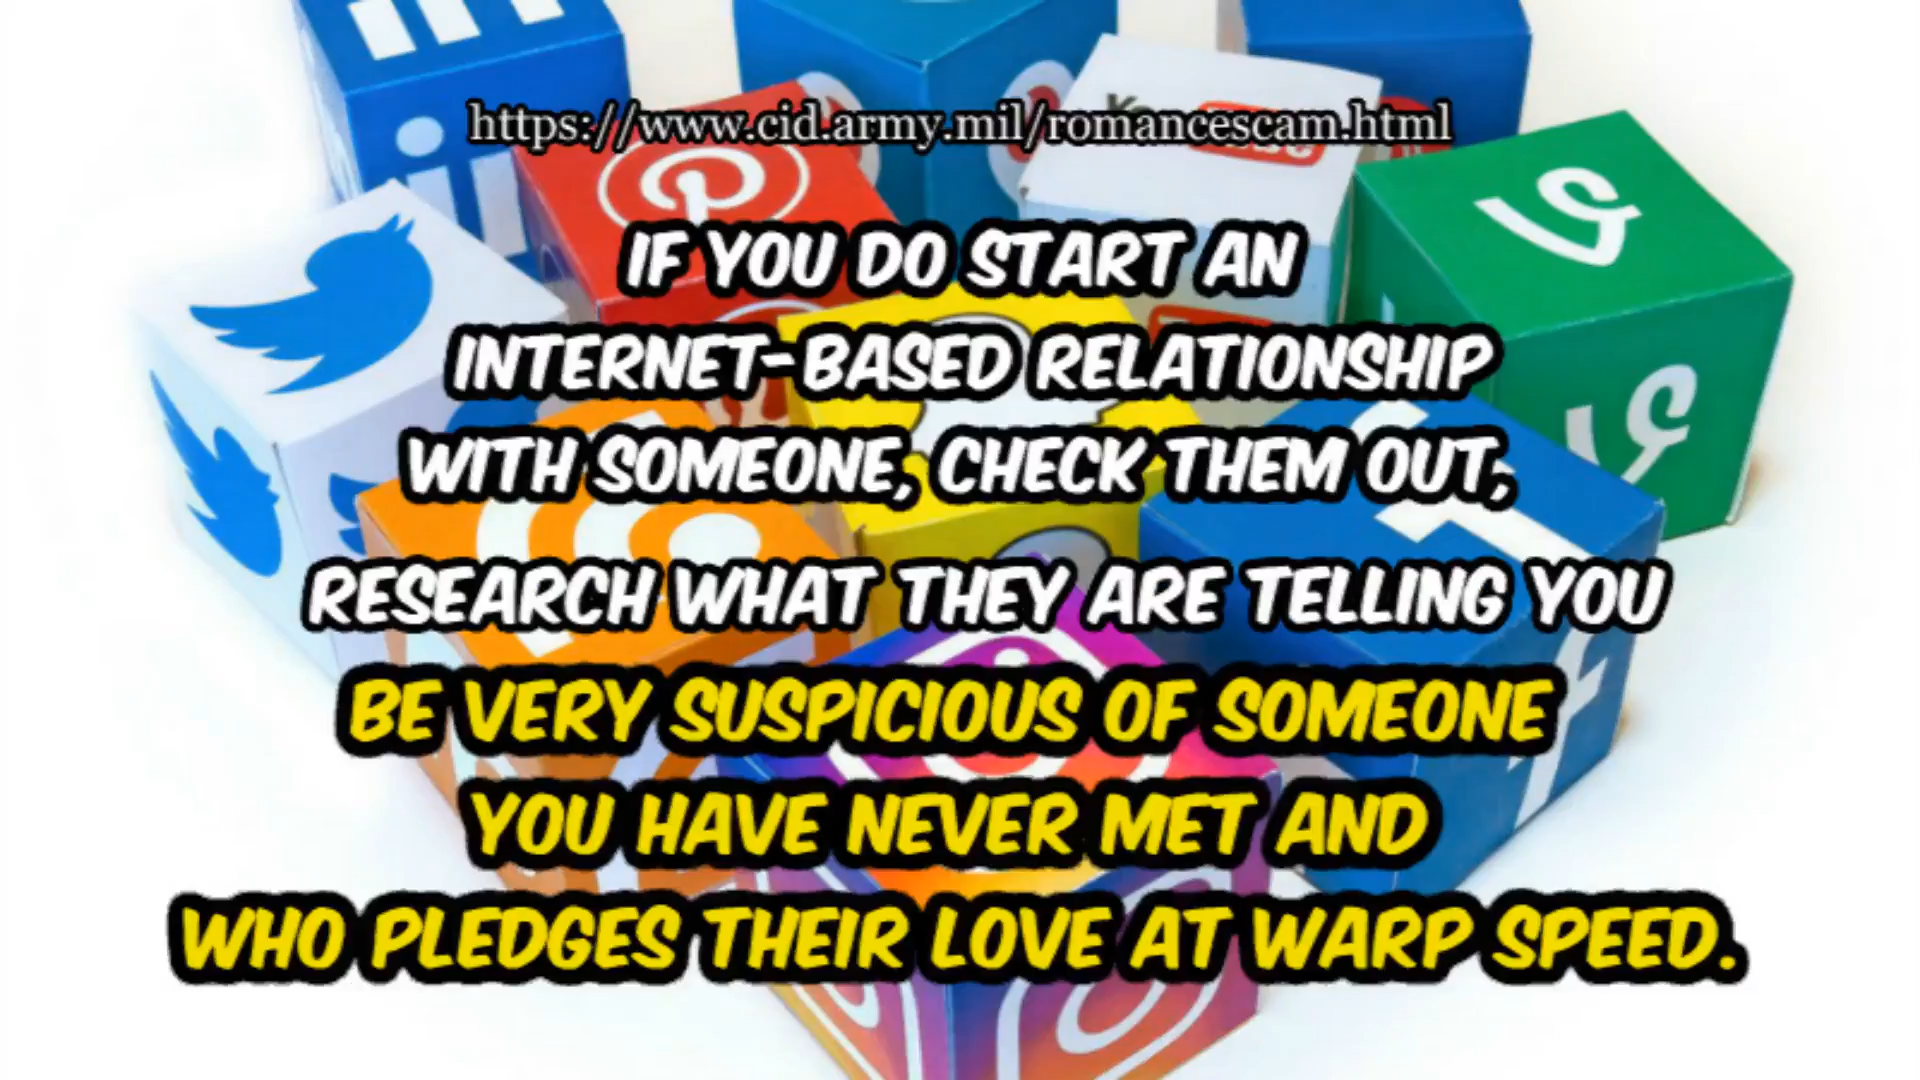 https://www.cid.army.mil/romancescam.html
IF YOU DO START AN
INTERNET-BASED RELATIONSHIP
WITH SOMEONE, CHECK THEM OUT,
RESEARCH WHAT THEY ARE TELLING YOU
BE VERY SUSPICIOUS OF SOMEONE
YOU HAVE NEVER MET AND
WHO PLEDGES THEIR LOVE AT WARP SPEED.